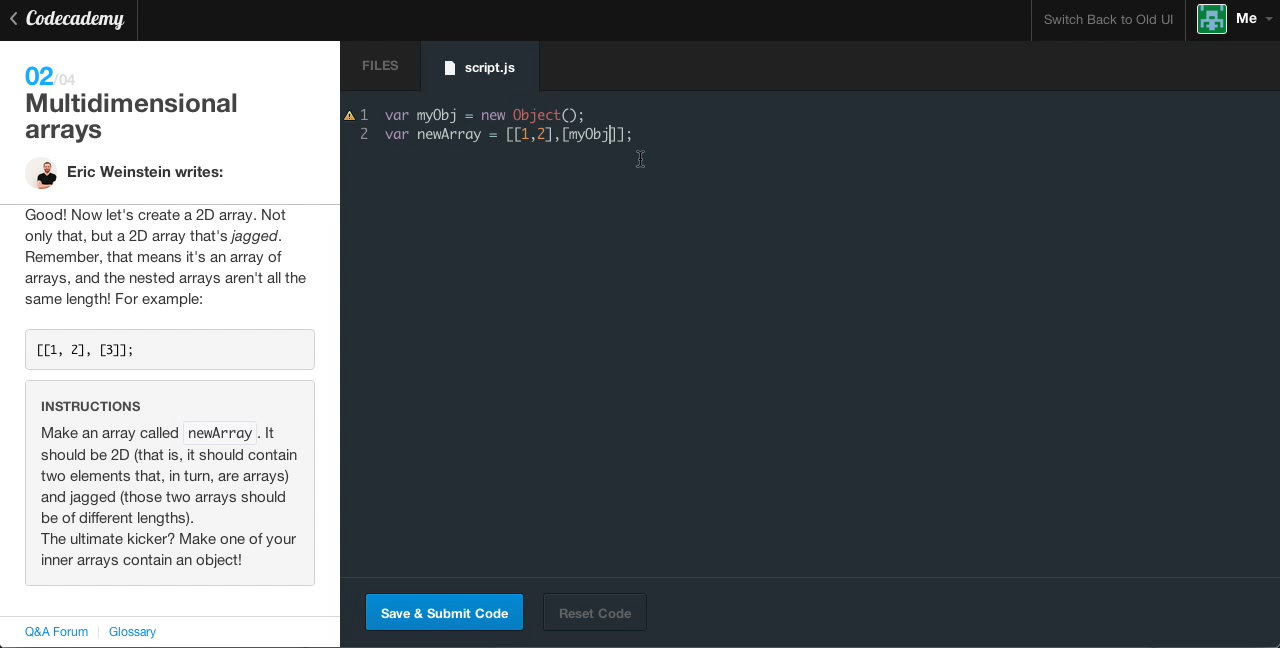 Codecademy
Switch Back to Old UI
Me
02/04
Multidimensional
arrays
Eric Weinstein writes:
Good! Now let's create a 2D array. Not
only that, but a 2D array that's jagged.
Remember, that means it's an array of
arrays, and the nested arrays aren't all the
same length! For example:
[[1, 2], [3]];
INSTRUCTIONS
Make an array called newArray. It
should be 2D (that is, it should contain
two elements that, in turn, are arrays)
and jagged (those two arrays should
be of different lengths).
The ultimate kicker? Make one of your
inner arrays contain an object!
Q&A Forum
Glossary
FILES
script.js
1 var myObj = new Object();
2 var newArray = [[1,2],[myObj]];
Save & Submit Code
Reset Code